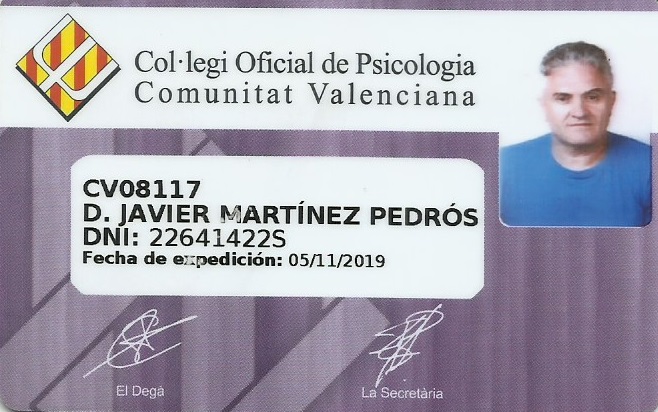 Col·legi Oficial de Psicologia
Comunitat Valenciana
CV08117
D. JAVIER MARTÍNEZ PEDRÓS
DNI: 22641422S
Fecha de expedición: 05/11/2019
El Degà
La Secretària